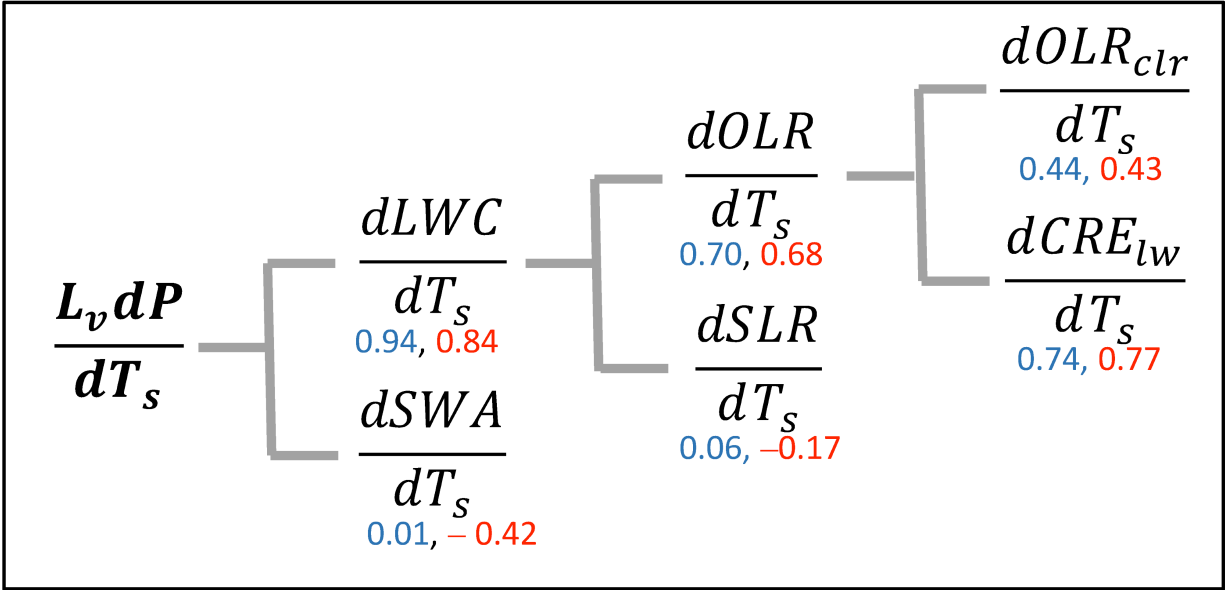 L_v dP
dT_s
dLWC
dT_s
0.94, 0.84
dSWA
dT_s
0.01, – 0.42
dOLR
dT_s
0.70, 0.68
dSLR
dT_s
0.06, –0.17
dOLR_clr
dT_s
0.44, 0.43
dCRE_lw
dT_s
0.74, 0.77